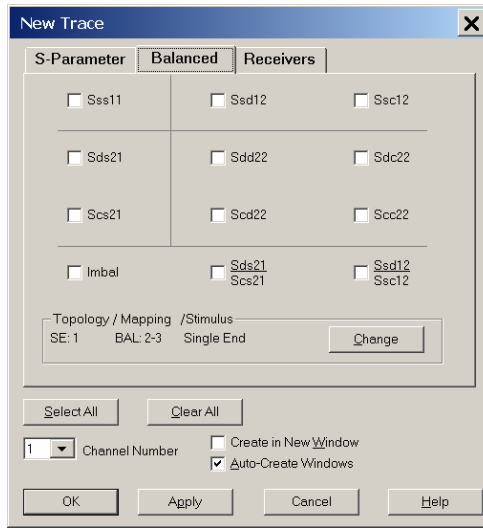 New Trace
S-Parameter Balanced Receivers
Sss11 Ssd12 Ssc12
Sds21 Sdd22 Sdc22
Scs21 Scd22 Scc22
Imbal Sds21 Ssd12
Scs21 Ssc12
Topology / Mapping /Stimulus
SE: 1 BAL: 2-3 Single End Change
Select All Clear All
1 Channel Number
Create in New Window
Auto-Create Windows
OK Apply Cancel Help